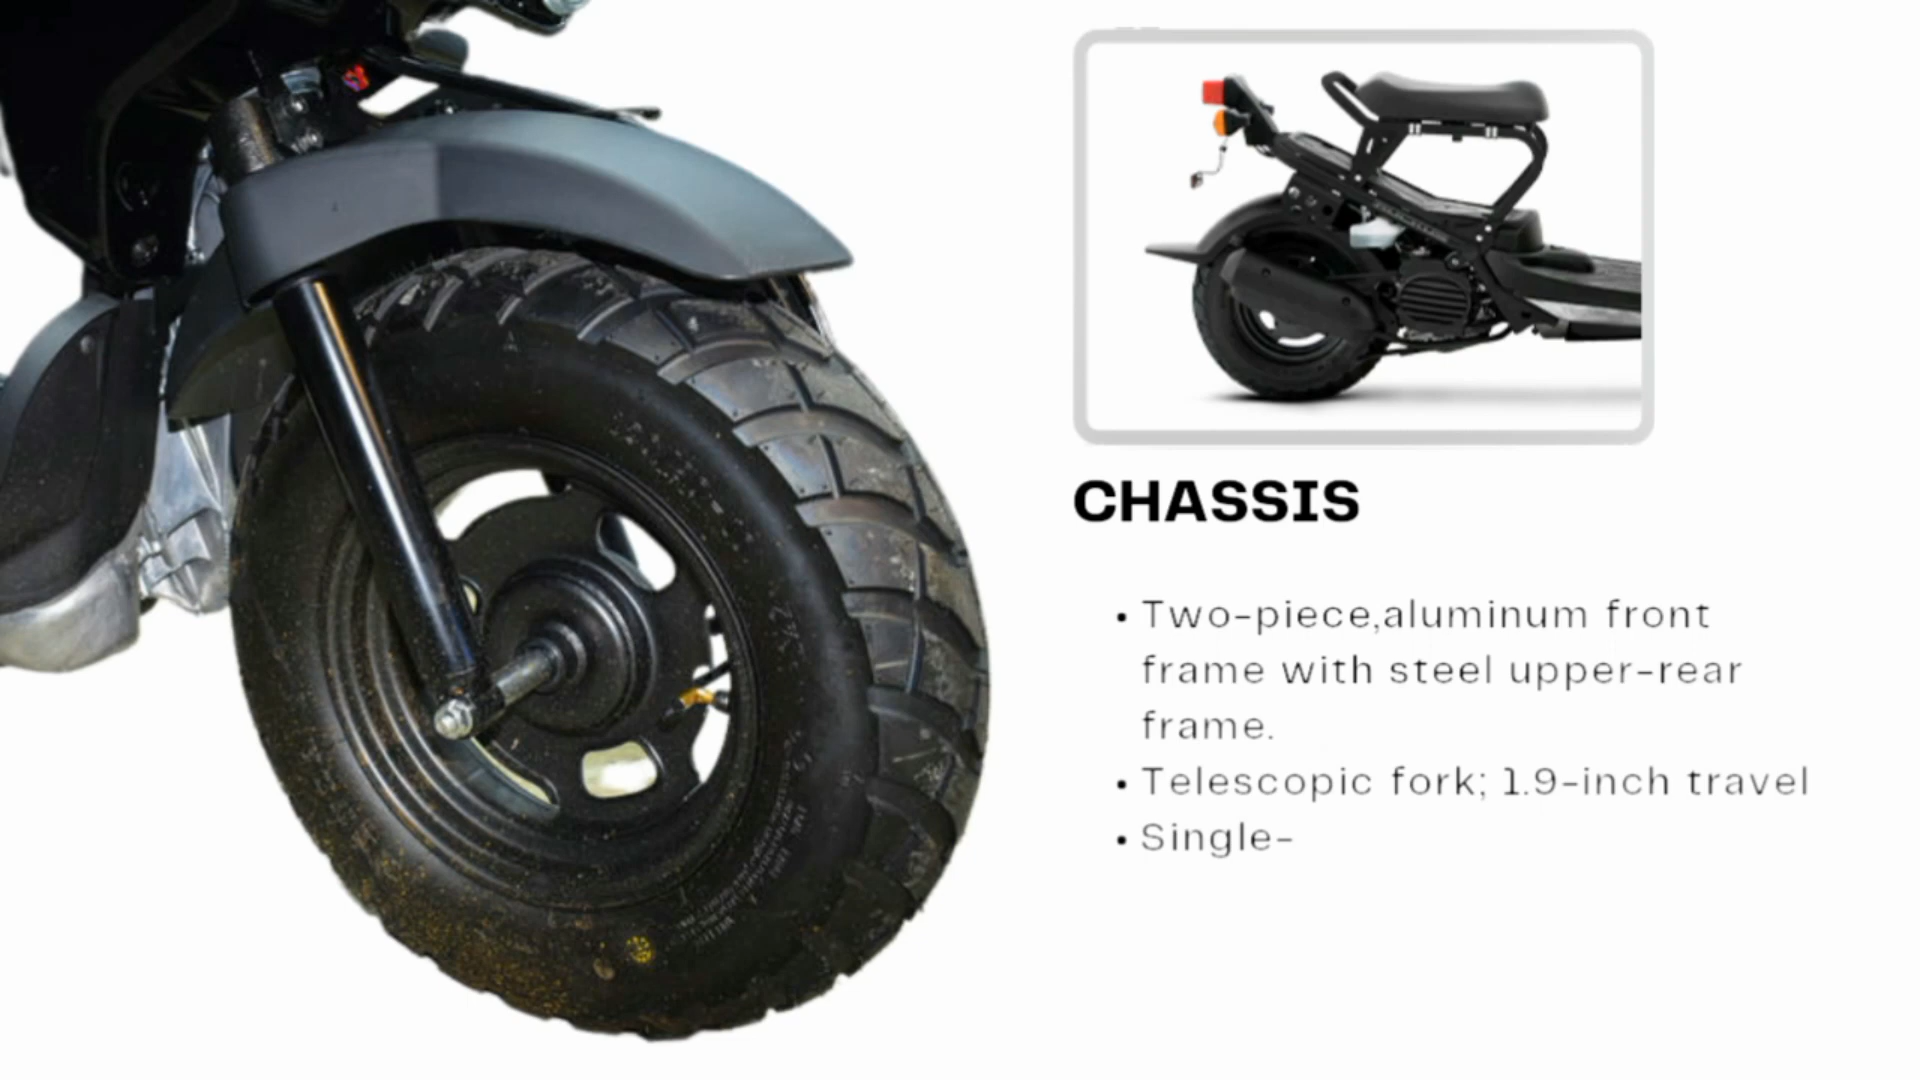 CHASSIS
• Two-piece,aluminum front
frame with steel upper-rear
frame.
• Telescopic fork; 1.9-inch travel
• Single-